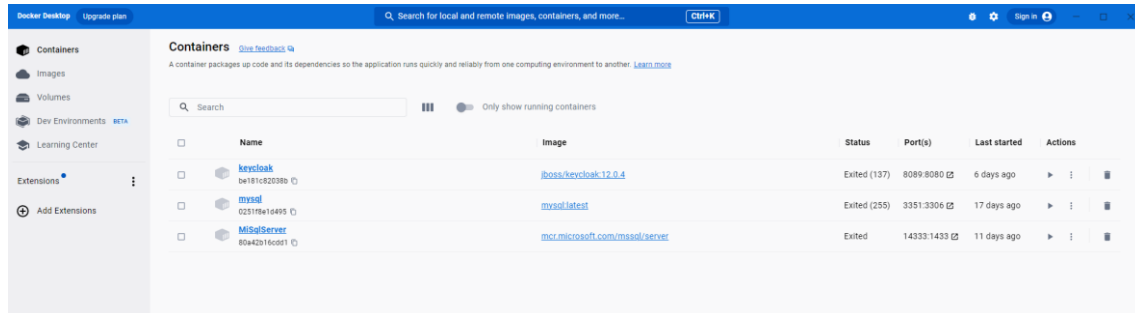 Docker Desktop Upgrade plan Search for local and remote images, containers, and more... Ctrl+K Sign in
Containers
Images
Volumes
Dev Environments BETA
Learning Center
Extensions
Add Extensions
Containers Give feedback
A container packages up code and its dependencies so the application runs quickly and reliably from one computing environment to another. Learn more
Search Only show running containers
Name Image Status Port(s) Last started Actions
keycloak jboss/keycloak:12.0.4 Exited (137) 8089:8080 6 days ago
be181c82038b
mysql mysql:latest Exited (255) 3351:3306 17 days ago
0251f8e1d495
MiSqlServer mcr.microsoft.com/mssql/server Exited 14333:1433 11 days ago
80a42b16cdd1